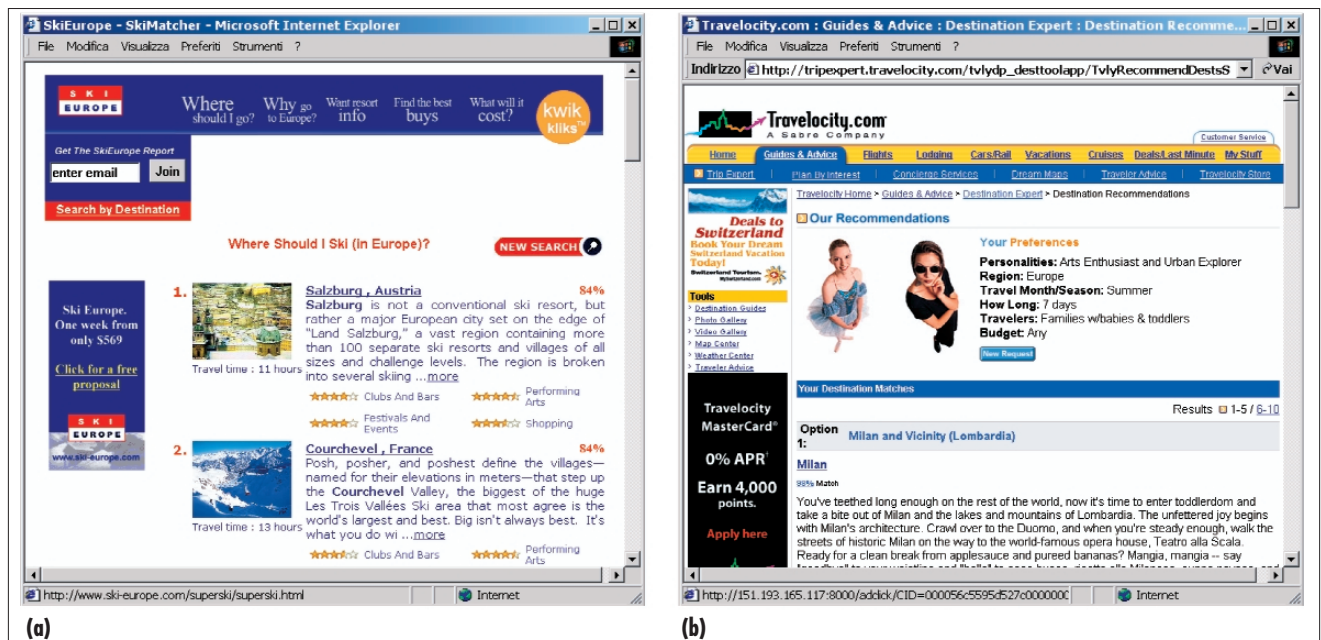 SkiEurope - SkiMatcher - Microsoft Internet Explorer
File Modifica Visualizza Preferiti Strumenti ?
SKI
EUROPE
Where should I go?
Why go to Europe?
Want resort info
Find the best buys
What will it cost?
kwik kliks™
Get The SkiEurope Report
enter email Join
Search by Destination
Where Should I Ski (in Europe)?
NEW SEARCH
Ski Europe.
One week from
only $569
Click for a free
proposal
SKI
EUROPE
www.ski-europe.com
1.
Travel time : 11 hours
Salzburg , Austria 84%
Salzburg is not a conventional ski resort, but
rather a major European city set on the edge of
"Land Salzburg," a vast region containing more
than 100 separate ski resorts and villages of all
sizes and challenge levels. The region is broken
into several skiing ...more
Clubs And Bars
Performing Arts
Festivals And Events
Shopping
2.
Travel time : 13 hours
Courchevel , France 84%
Posh, posher, and poshest define the villages—
named for their elevations in meters—that step up
the Courchevel Valley, the biggest of the huge
Les Trois Vallées Ski area that most agree is the
world's largest and best. Big isn't always best. It's
what you do wi ...more
Clubs And Bars
Performing Arts
http://www.ski-europe.com/superski/superski.html
Internet
(a)
Travelocity.com : Guides & Advice : Destination Expert : Destination Recomme...
File Modifica Visualizza Preferiti Strumenti ?
Indirizzo http://tripexpert.travelocity.com/tvlydp_desttoolapp/TvlyRecommendDestsS Vai
Travelocity.com
A Sabre Company
Customer Service
Home Guides & Advice Flights Lodging Cars/Rail Vacations Cruises Deals/Last Minute My Stuff
Trip Expert | Plan By Interest | Concierge Services | Dream Maps | Traveler Advice | Travelocity Store
Deals to
Switzerland
Book Your Dream
Switzerland Vacation
Today!
Switzerland Tourism.
MySwitzerland.com
Tools
> Destination Guides
> Photo Gallery
> Video Gallery
> Map Center
> Weather Center
> Traveler Advice
Travelocity
MasterCard®
0% APR†
Earn 4,000
points.
Apply here
Travelocity Home > Guides & Advice > Destination Expert > Destination Recommendations
Our Recommendations
Your Preferences
Personalities: Arts Enthusiast and Urban Explorer
Region: Europe
Travel Month/Season: Summer
How Long: 7 days
Travelers: Families w/babies & toddlers
Budget: Any
New Request
Your Destination Matches
Results 1-5 / 6-10
Option 1: Milan and Vicinity (Lombardia)
Milan
Match
You've teethed long enough on the rest of the world, now it's time to enter toddlerdom and
take a bite out of Milan and the lakes and mountains of Lombardia. The unfettered joy begins
with Milan's architecture. Crawl over to the Duomo, and when you're steady enough, walk the
streets of historic Milan on the way to the world-famous opera house, Teatro alla Scala.
Ready for a clean break from applesauce and pureed bananas? Mangia, mangia -- say
http://151.193.165.117:8000/adclick/
Internet
(b)